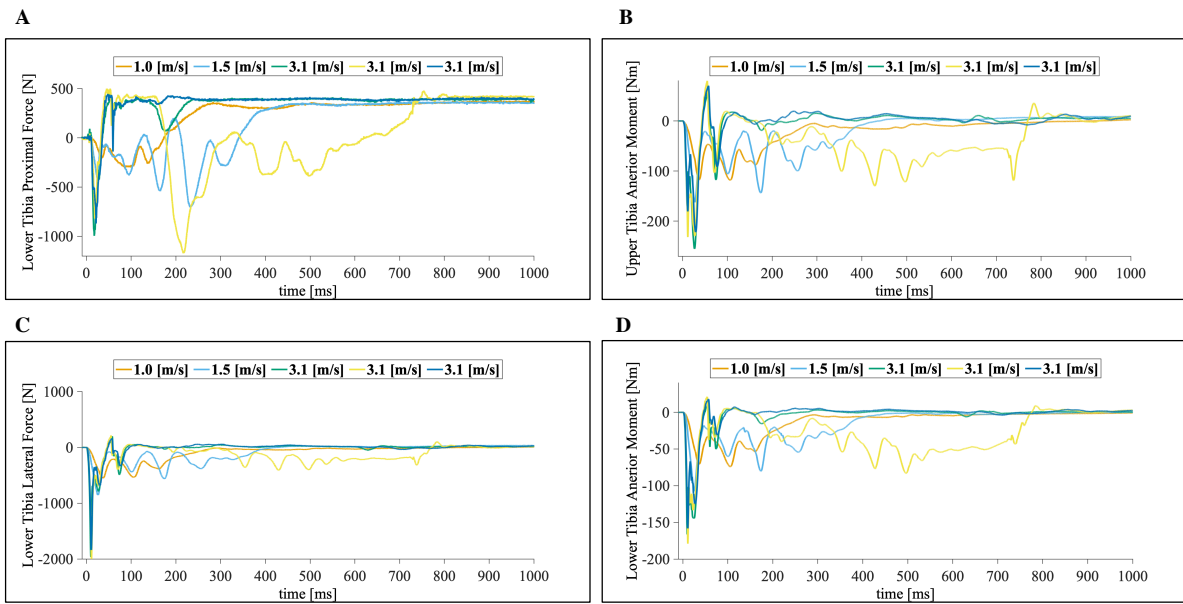 A
1.0 [m/s] 1.5 [m/s] 3.1 [m/s] 3.1 [m/s] 3.1 [m/s]
Lower Tibia Proximal Force [N]
500
0
-500
-1000
0 100 200 300 400 500 600 700 800 900 1000
time [ms]
B
1.0 [m/s] 1.5 [m/s] 3.1 [m/s] 3.1 [m/s] 3.1 [m/s]
Upper Tibia Anerior Moment [Nm]
0
-100
-200
0 100 200 300 400 500 600 700 800 900 1000
time [ms]
C
1.0 [m/s] 1.5 [m/s] 3.1 [m/s] 3.1 [m/s] 3.1 [m/s]
Lower Tibia Lateral Force [N]
1000
0
-1000
-2000
0 100 200 300 400 500 600 700 800 900 1000
time [ms]
D
1.0 [m/s] 1.5 [m/s] 3.1 [m/s] 3.1 [m/s] 3.1 [m/s]
Lower Tibia Anerior Moment [Nm]
0
-50
-100
-150
-200
0 100 200 300 400 500 600 700 800 900 1000
time [ms]